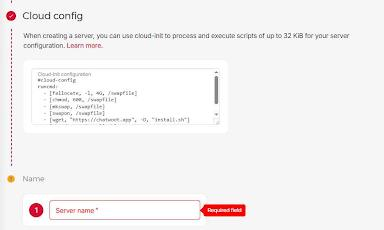 Cloud config
When creating a server, you can use cloud-init to process and execute scripts of up to 32 KiB for your server
configuration. Learn more.
Cloud-init configuration
#cloud-config
runcmd:
- [fallocate, -l, 4G, /swapfile]
- [chmod, 600, /swapfile]
- [mkswap, /swapfile]
- [swapon, /swapfile]
- [wget, "https://chatwoot.app", -O, "install.sh"]
Name
1
Server name *
Required field